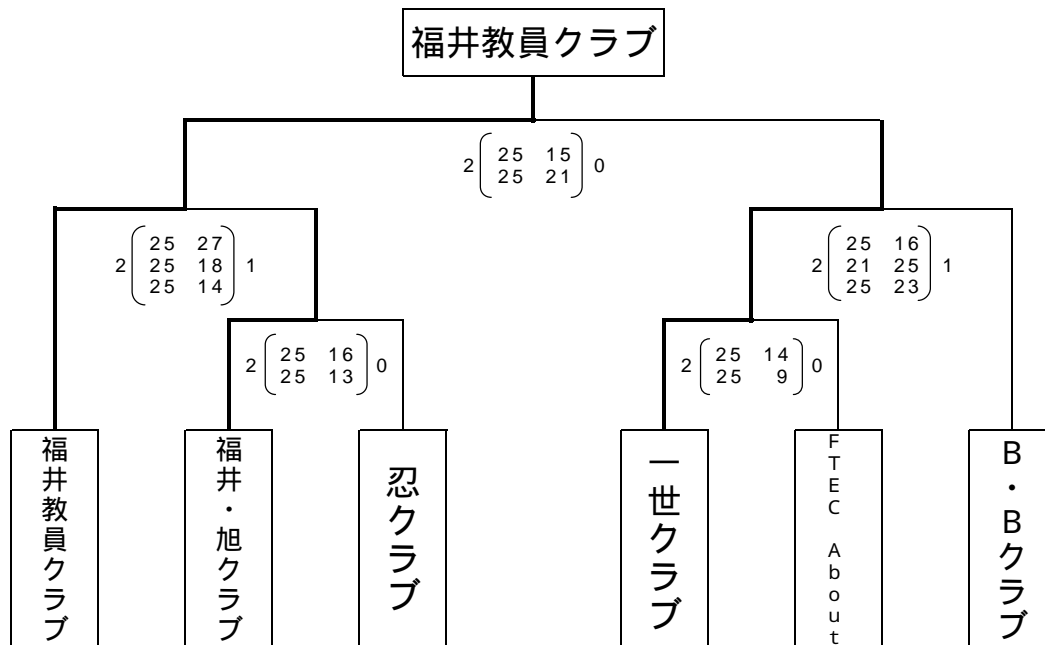 福井教員クラブ
2 25 15 0
25 21
2 25 27 1
25 18
25 14
2 25 16 1
21 25
25 23
2 25 16 0
25 13
2 25 14 0
25 9
福井教員クラブ
福井・旭クラブ
忍クラブ
一世クラブ
FTEC About
B・Bクラブ